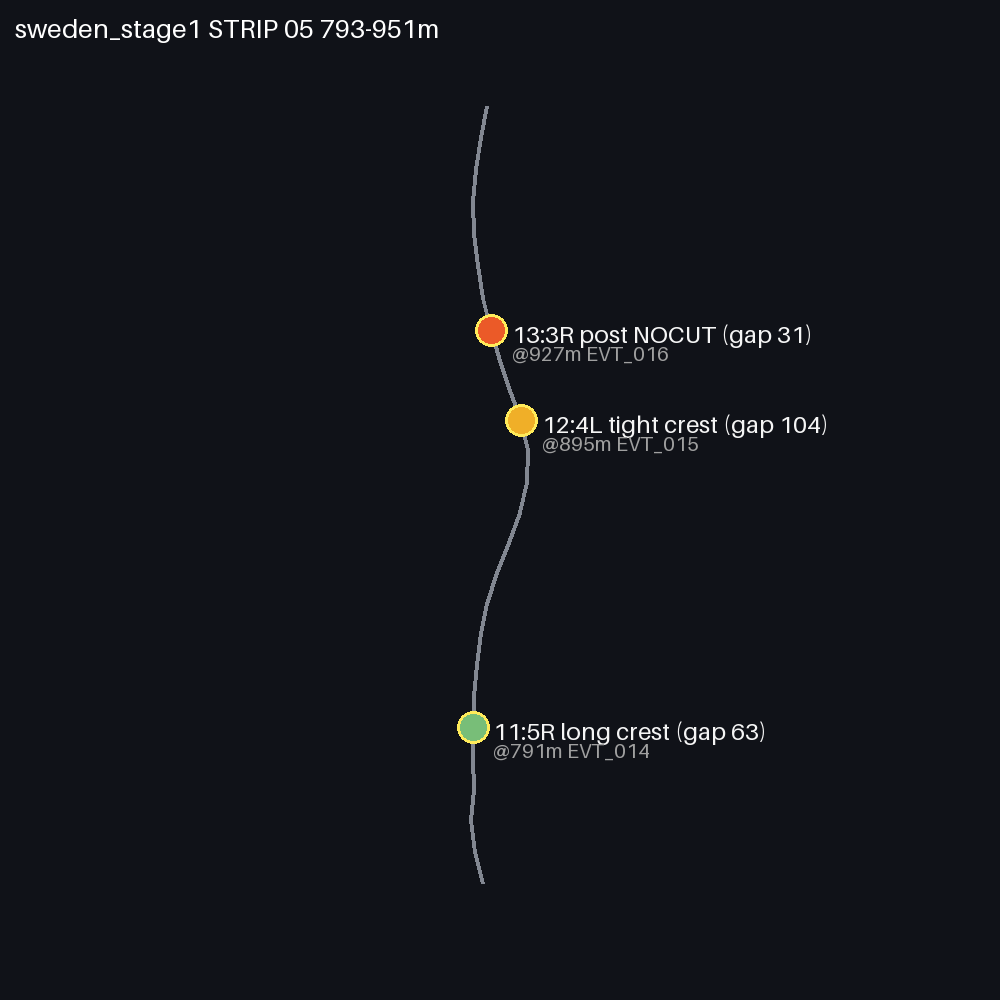 sweden_stage1 STRIP 05 793-951m
13:3R post NOCUT (gap 31)
@927m EVT_016
12:4L tight crest (gap 104)
@895m EVT_015
11:5R long crest (gap 63)
@791m EVT_014